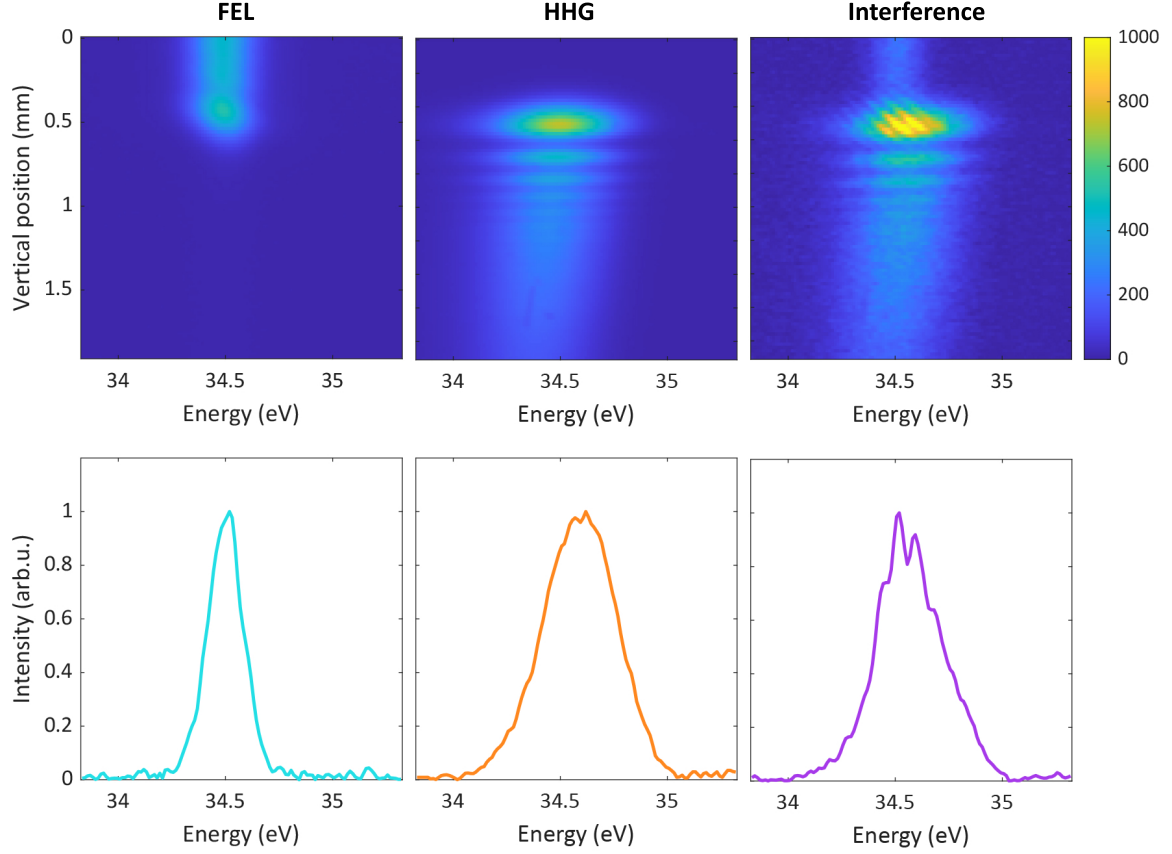 FEL HHG Interference
0
0.5
1
1.5
Vertical position (mm)
34 34.5 35
Energy (eV)
34 34.5 35
Energy (eV)
34 34.5 35
Energy (eV)
1000
800
600
400
200
0
1
0.8
0.6
0.4
0.2
0
Intensity (arb.u.)
34 34.5 35
Energy (eV)
34 34.5 35
Energy (eV)
34 34.5 35
Energy (eV)